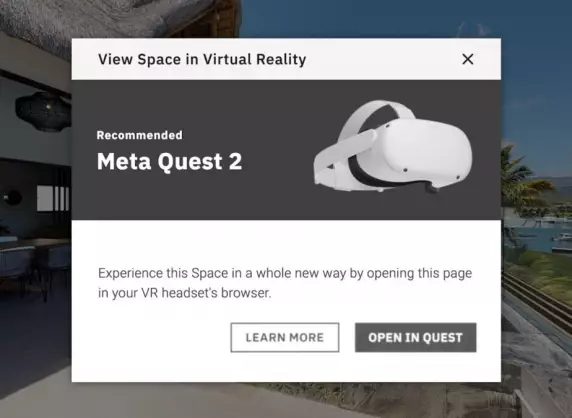 View Space in Virtual Reality
Recommended
Meta Quest 2
Experience this Space in a whole new way by opening this page
in your VR headset's browser.
LEARN MORE
OPEN IN QUEST